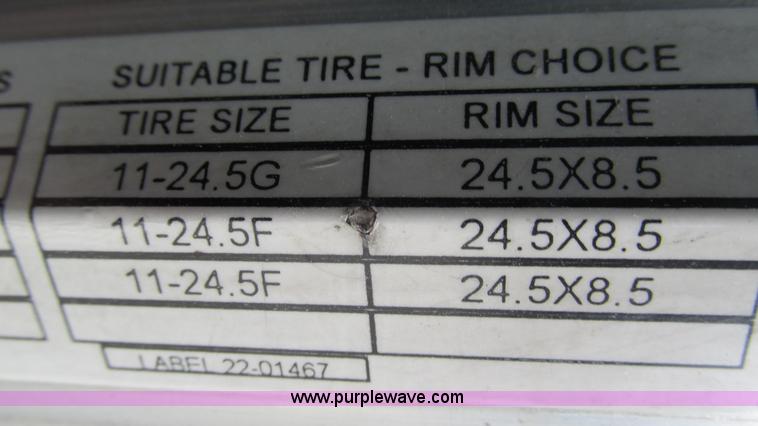 S
SUITABLE TIRE - RIM CHOICE
TIRE SIZE RIM SIZE
11-24.5G 24.5X8.5
11-24.5F 24.5X8.5
11-24.5F 24.5X8.5
LABEL 22-01467
www.purplewave.com